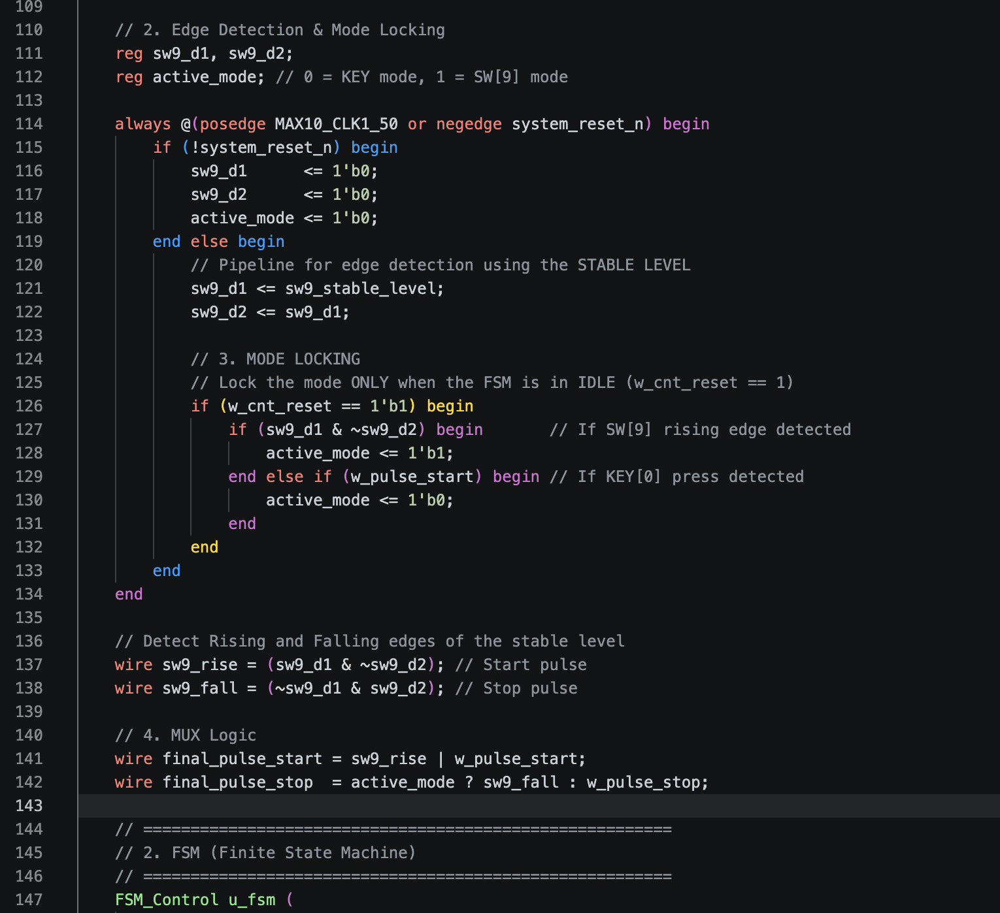 109
110 // 2. Edge Detection & Mode Locking
111 reg sw9_d1, sw9_d2;
112 reg active_mode; // 0 = KEY mode, 1 = SW[9] mode
113
114 always @(posedge MAX10_CLK1_50 or negedge system_reset_n) begin
115 if (!system_reset_n) begin
116 sw9_d1      <= 1'b0;
117 sw9_d2      <= 1'b0;
118 active_mode <= 1'b0;
119 end else begin
120 // Pipeline for edge detection using the STABLE LEVEL
121 sw9_d1 <= sw9_stable_level;
122 sw9_d2 <= sw9_d1;
123
124 // 3. MODE LOCKING
125 // Lock the mode ONLY when the FSM is in IDLE (w_cnt_reset == 1)
126 if (w_cnt_reset == 1'b1) begin
127 if (sw9_d1 & ~sw9_d2) begin       // If SW[9] rising edge detected
128 active_mode <= 1'b1;
129 end else if (w_pulse_start) begin // If KEY[0] press detected
130 active_mode <= 1'b0;
131 end
132 end
133 end
134 end
135
136 // Detect Rising and Falling edges of the stable level
137 wire sw9_rise = (sw9_d1 & ~sw9_d2); // Start pulse
138 wire sw9_fall = (~sw9_d1 & sw9_d2); // Stop pulse
139
140 // 4. MUX Logic
141 wire final_pulse_start = sw9_rise | w_pulse_start;
142 wire final_pulse_stop  = active_mode ? sw9_fall : w_pulse_stop;
143
144 // ========================================================
145 // 2. FSM (Finite State Machine)
146 // ========================================================
147 FSM_Control u_fsm (